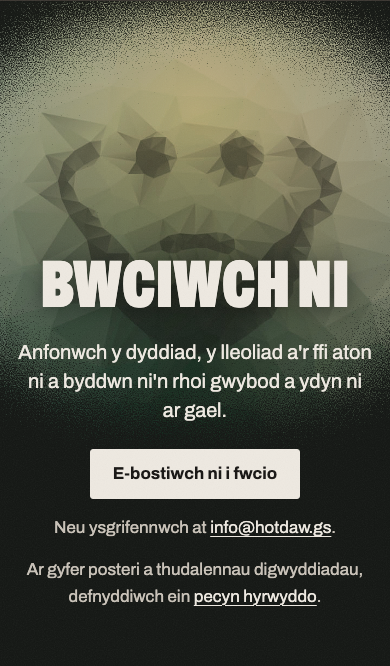 BWCIWCH NI
Anfonwch y dyddiad, y lleoliad a'r ffi aton
ni a byddwn ni'n rhoi gwybod a ydyn ni
ar gael.
E-bostiwch ni i fwcio
Neu ysgrifennwch at info@hotdaw.gs.
Ar gyfer posteri a thudalennau digwyddiadau,
defnyddiwch ein pecyn hyrwyddo.